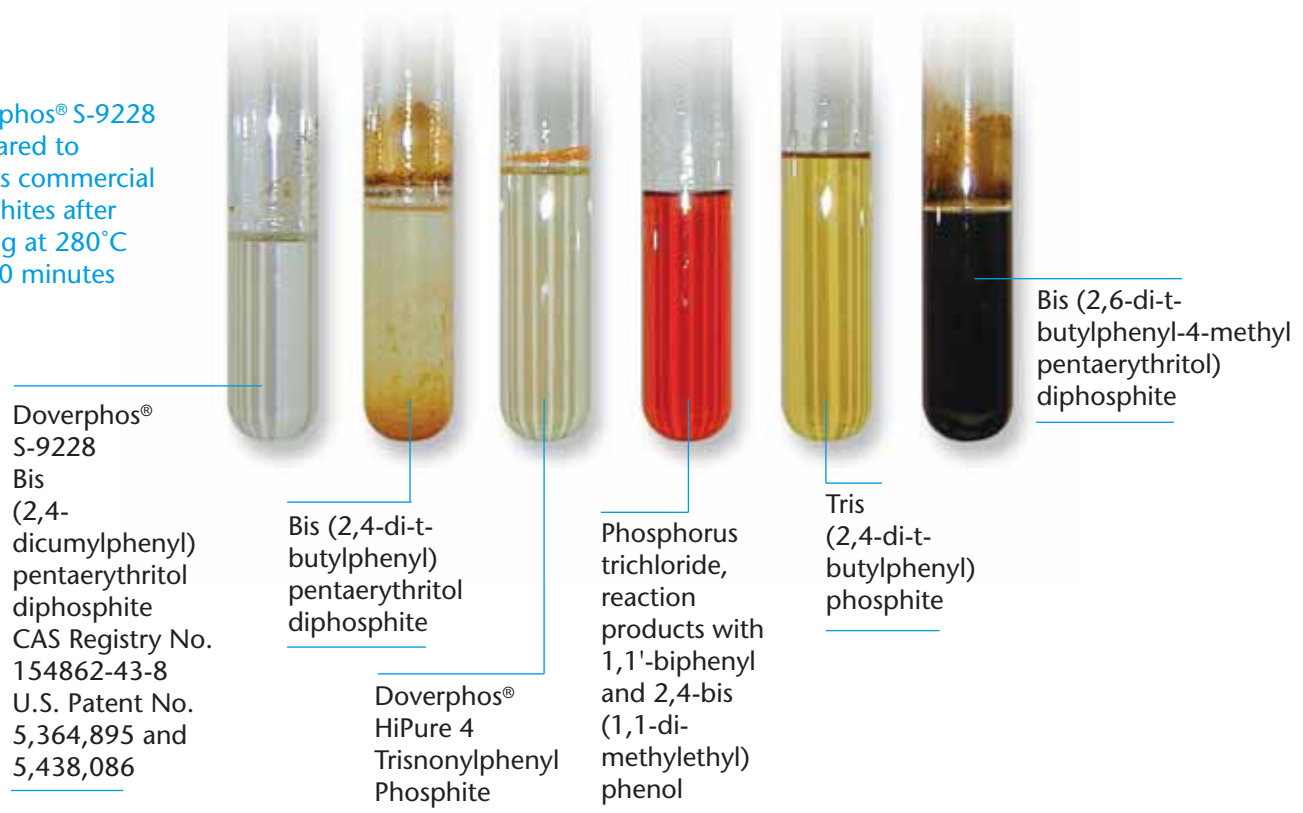 phos® S-9228
ared to
s commercial
hites after
g at 280˚C
0 minutes
Doverphos®
S-9228
Bis
(2,4-
dicumylphenyl)
pentaerythritol
diphosphite
CAS Registry No.
154862-43-8
U.S. Patent No.
5,364,895 and
5,438,086
Bis (2,4-di-t-
butylphenyl)
pentaerythritol
diphosphite
Doverphos®
HiPure 4
Trisnonylphenyl
Phosphite
Phosphorus
trichloride,
reaction
products with
1,1'-biphenyl
and 2,4-bis
(1,1-di-
methylethyl)
phenol
Tris
(2,4-di-t-
butylphenyl)
phosphite
Bis (2,6-di-t-
butylphenyl-4-methyl
pentaerythritol)
diphosphite